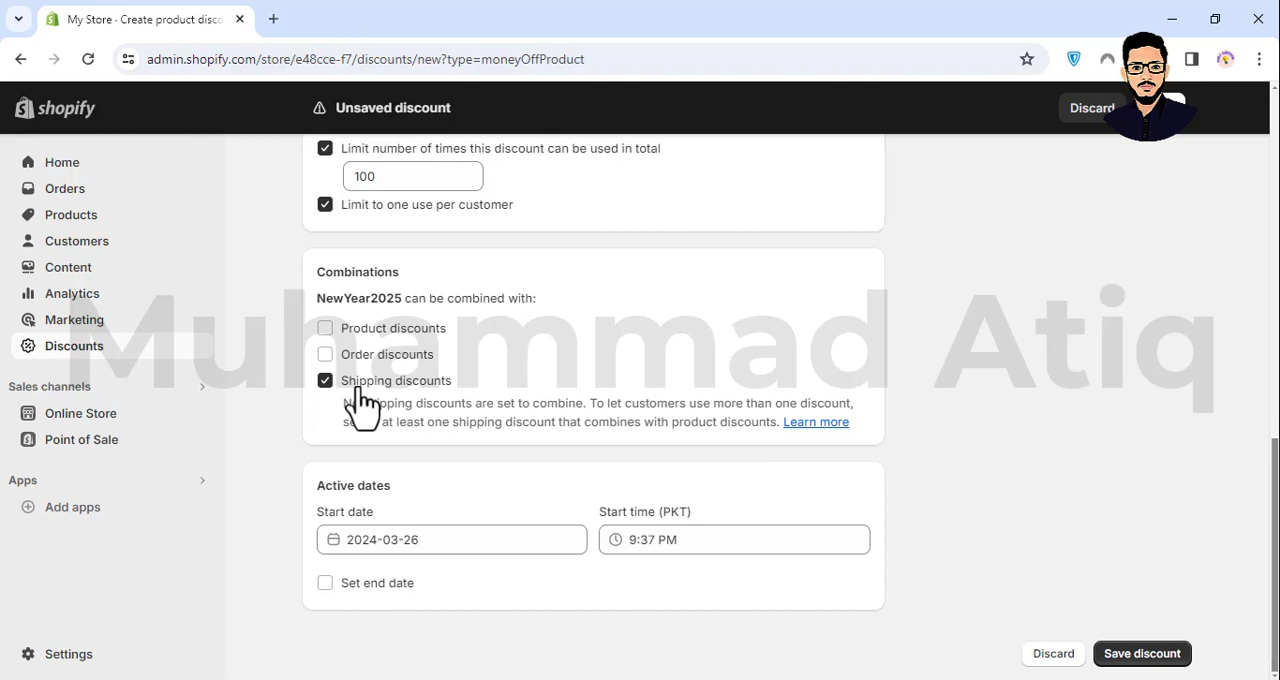 My Store · Create product disco
admin.shopify.com/store/e48cce-f7/discounts/new?type=moneyOffProduct
shopify
Unsaved discount
Discard
Home
Orders
Products
Customers
Content
Analytics
Marketing
Discounts
Sales channels
Online Store
Point of Sale
Apps
Add apps
Settings
Limit number of times this discount can be used in total
100
Limit to one use per customer
Combinations
NewYear2025 can be combined with:
Product discounts
Order discounts
Shipping discounts
shipping discounts are set to combine. To let customers use more than one discount,
at least one shipping discount that combines with product discounts. Learn more
Active dates
Start date
Start time (PKT)
2024-03-26
9:37 PM
Set end date
Discard
Save discount
Muhammad Atiq